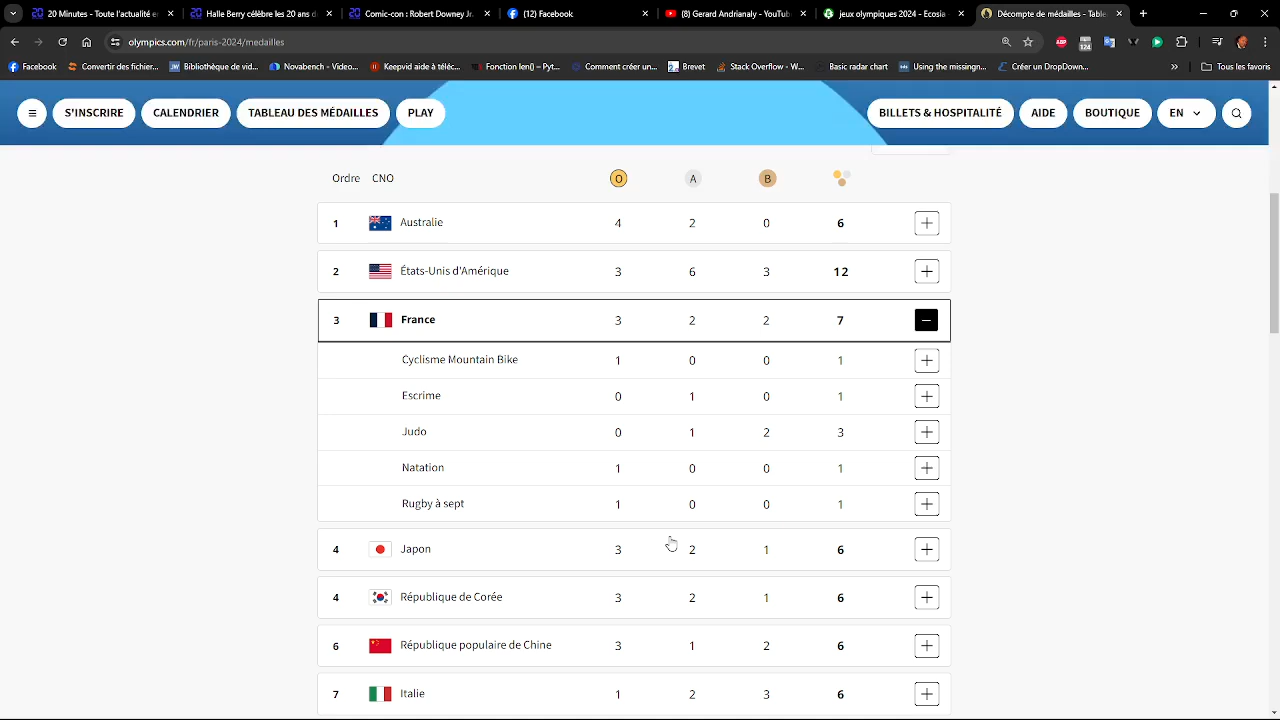 20 Minutes - Toute l'actualité en
Halle Berry célèbre les 20 ans d
Comic-con : Robert Downey Jr.
(12) Facebook
(8) Gerard Andrianaly - YouTub
jeux olympiques 2024 - Ecosia
Décompte de médailles - Table
olympics.com/fr/paris-2024/medailles
ABP
124
Facebook
Convertir des fichier...
Bibliothèque de vid...
Novabench - Video...
Keepvid aide à téléc...
Fonction len() – Pyt...
Comment créer un...
Brevet
Stack Overflow - W...
Basic radar chart
Using the missingn...
Créer un DropDown...
»
Tous les favoris
S'INSCRIRE
CALENDRIER
TABLEAU DES MÉDAILLES
PLAY
BILLETS & HOSPITALITÉ
AIDE
BOUTIQUE
EN
Ordre CNO O A B
1 Australie 4 2 0 6
2 États-Unis d'Amérique 3 6 3 12
3 France 3 2 2 7
Cyclisme Mountain Bike 1 0 0 1
Escrime 0 1 0 1
Judo 0 1 2 3
Natation 1 0 0 1
Rugby à sept 1 0 0 1
4 Japon 3 2 1 6
4 République de Corée 3 2 1 6
6 République populaire de Chine 3 1 2 6
7 Italie 1 2 3 6